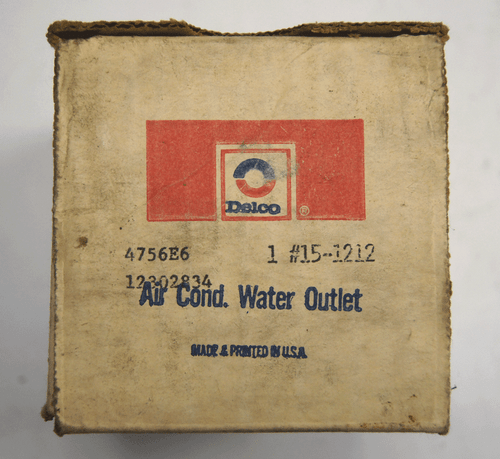 Delco ®
4756E6 1 #15-1212
12302834
Air Cond. Water Outlet
MADE & PRINTED IN U.S.A.